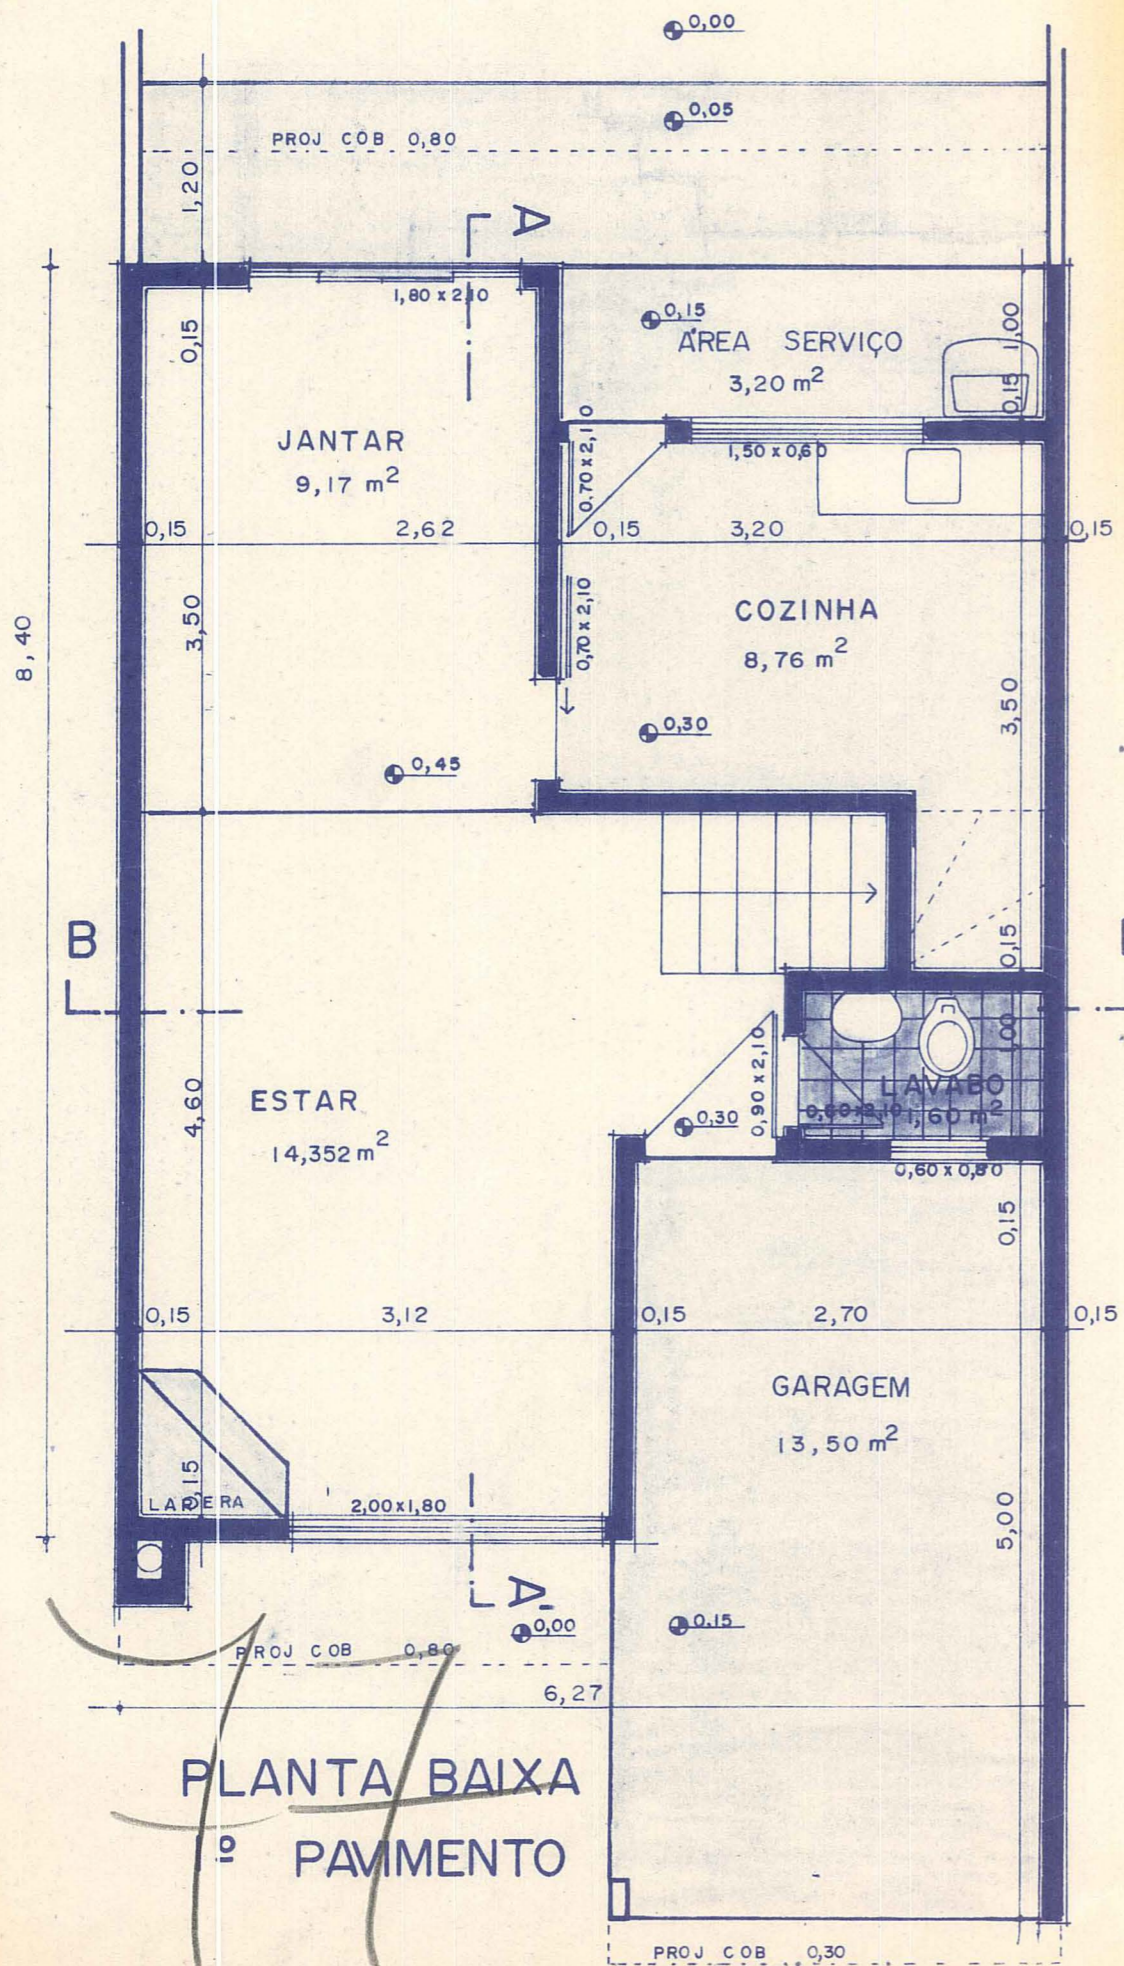 0,00
0,05
PROJ COB 0,80
1,20
A
1,80 x 2,10
0,15
0,15
ÁREA SERVIÇO
3,20 m²
1,00
0,15
JANTAR
9,17 m²
0.70 x 2,10
1,50 x 0,60
0,15
2,62
0,15
3,20
0,15
8,40
3,50
0,70 x 2,10
COZINHA
8,76 m²
3,50
0,30
0,45
B
0,15
1,00
ESTAR
14,352 m²
4,60
0,90 x 2,10
0,30
LAVABO
0,60x2,10
1,60 m²
0,60 x 0,80
0,15
0,15
3,12
0,15
2,70
0,15
GARAGEM
13,50 m²
0,15
LAREIRA
2,00x1,80
5,00
A
0,00
0.15
PROJ COB 0,80
6,27
PLANTA BAIXA
1º PAVIMENTO
PROJ COB 0,30